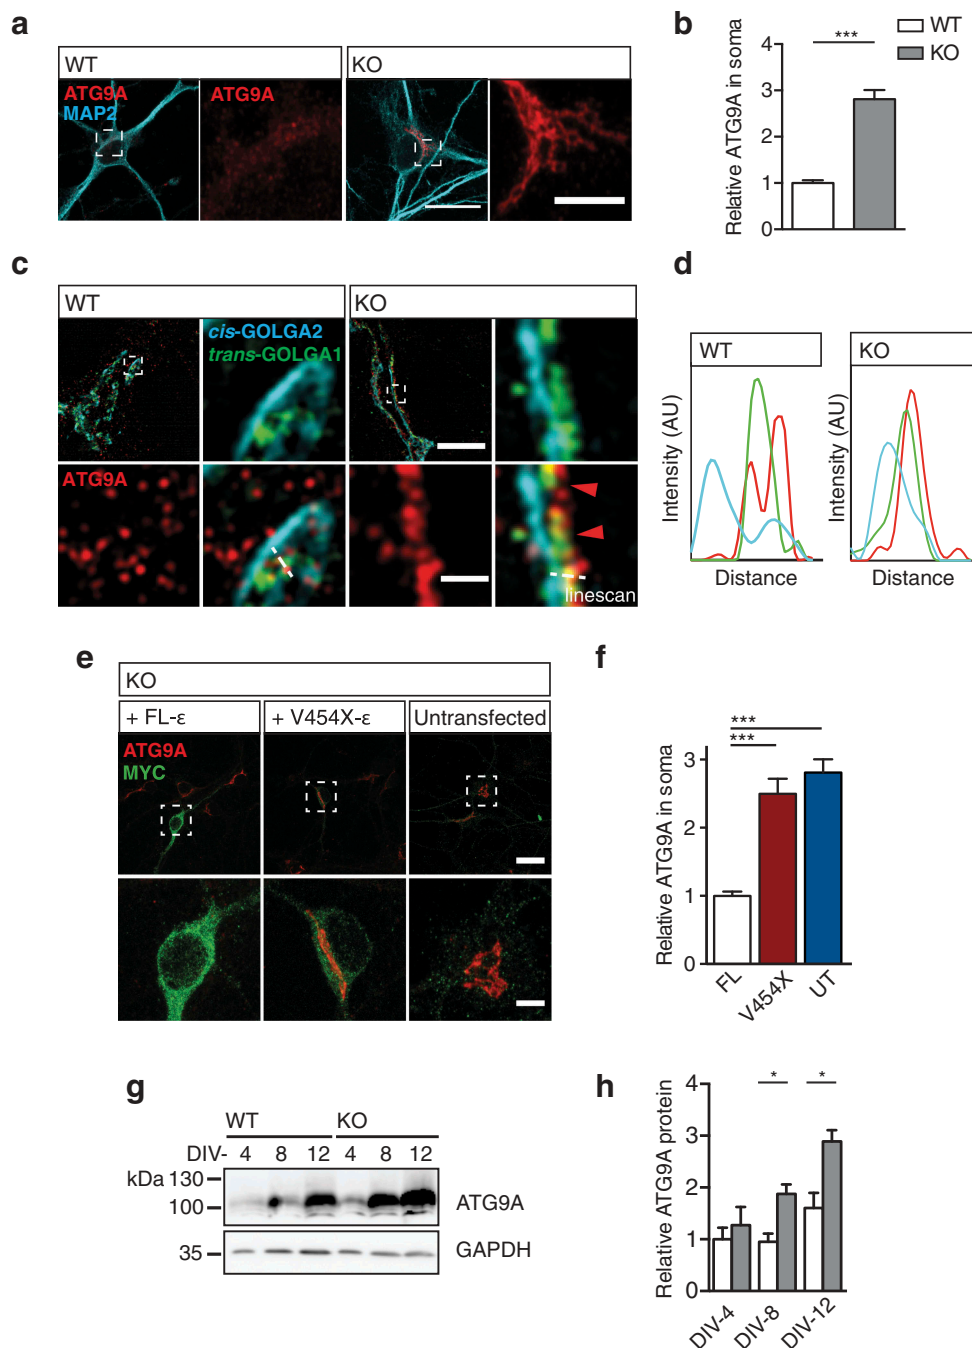 a
WT
KO
ATG9A
MAP2
ATG9A
b
WT
KO
***
Relative ATG9A in soma
4
3
2
1
0
c
WT
KO
cis-GOLGA2
trans-GOLGA1
ATG9A
linescan
d
WT
KO
Intensity (AU)
Intensity (AU)
Distance
Distance
e
KO
+ FL-ε
+ V454X-ε
Untransfected
ATG9A
MYC
f
***
***
Relative ATG9A in soma
3
2
1
0
FL
V454X
UT
g
WT
KO
DIV- 4 8 12 4 8 12
kDa 130
100
ATG9A
35
GAPDH
h
* *
Relative ATG9A protein
4
3
2
1
0
DIV-4
DIV-8
DIV-12